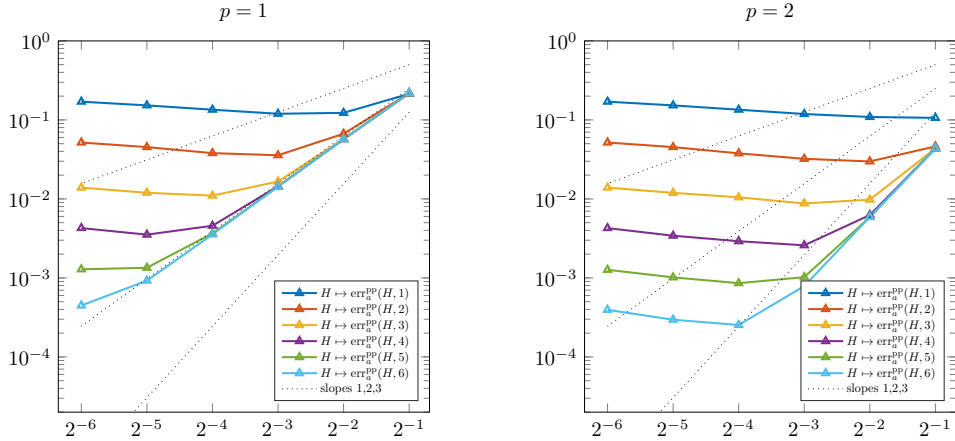 p = 1
10^0
10^{-1}
10^{-2}
10^{-3}
10^{-4}
2^{-6} 2^{-5} 2^{-4} 2^{-3} 2^{-2} 2^{-1}
H ↦ err_a^{pp}(H, 1)
H ↦ err_a^{pp}(H, 2)
H ↦ err_a^{pp}(H, 3)
H ↦ err_a^{pp}(H, 4)
H ↦ err_a^{pp}(H, 5)
H ↦ err_a^{pp}(H, 6)
slopes 1,2,3
p = 2
10^0
10^{-1}
10^{-2}
10^{-3}
10^{-4}
2^{-6} 2^{-5} 2^{-4} 2^{-3} 2^{-2} 2^{-1}
H ↦ err_a^{pp}(H, 1)
H ↦ err_a^{pp}(H, 2)
H ↦ err_a^{pp}(H, 3)
H ↦ err_a^{pp}(H, 4)
H ↦ err_a^{pp}(H, 5)
H ↦ err_a^{pp}(H, 6)
slopes 1,2,3